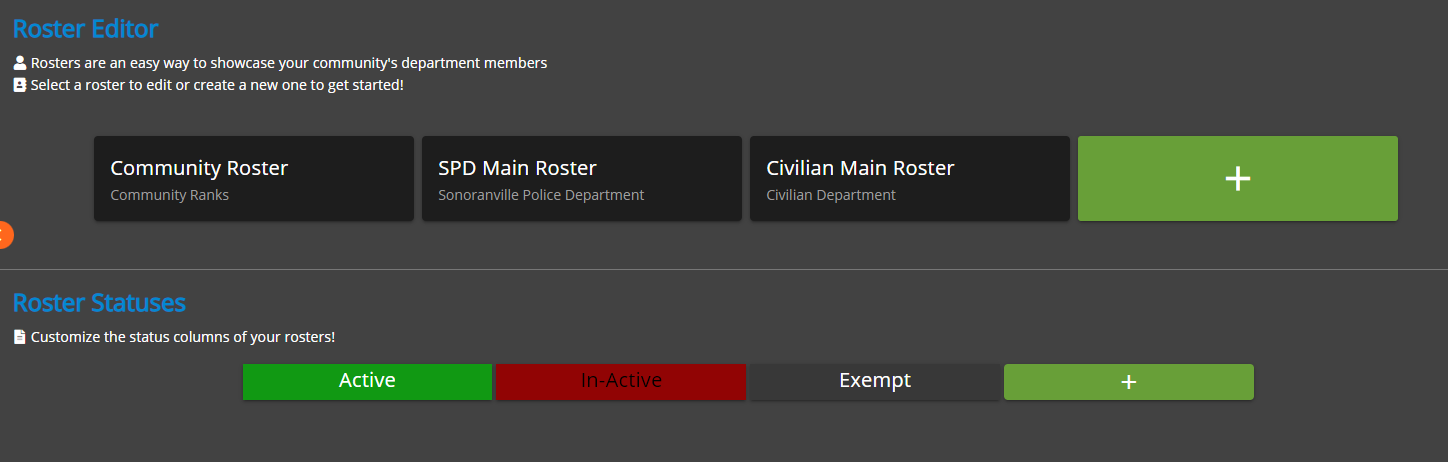 Roster Editor
Rosters are an easy way to showcase your community's department members
Select a roster to edit or create a new one to get started!
Community Roster
Community Ranks
SPD Main Roster
Sonoranville Police Department
Civilian Main Roster
Civilian Department
+
Roster Statuses
Customize the status columns of your rosters!
Active
In-Active
Exempt
+